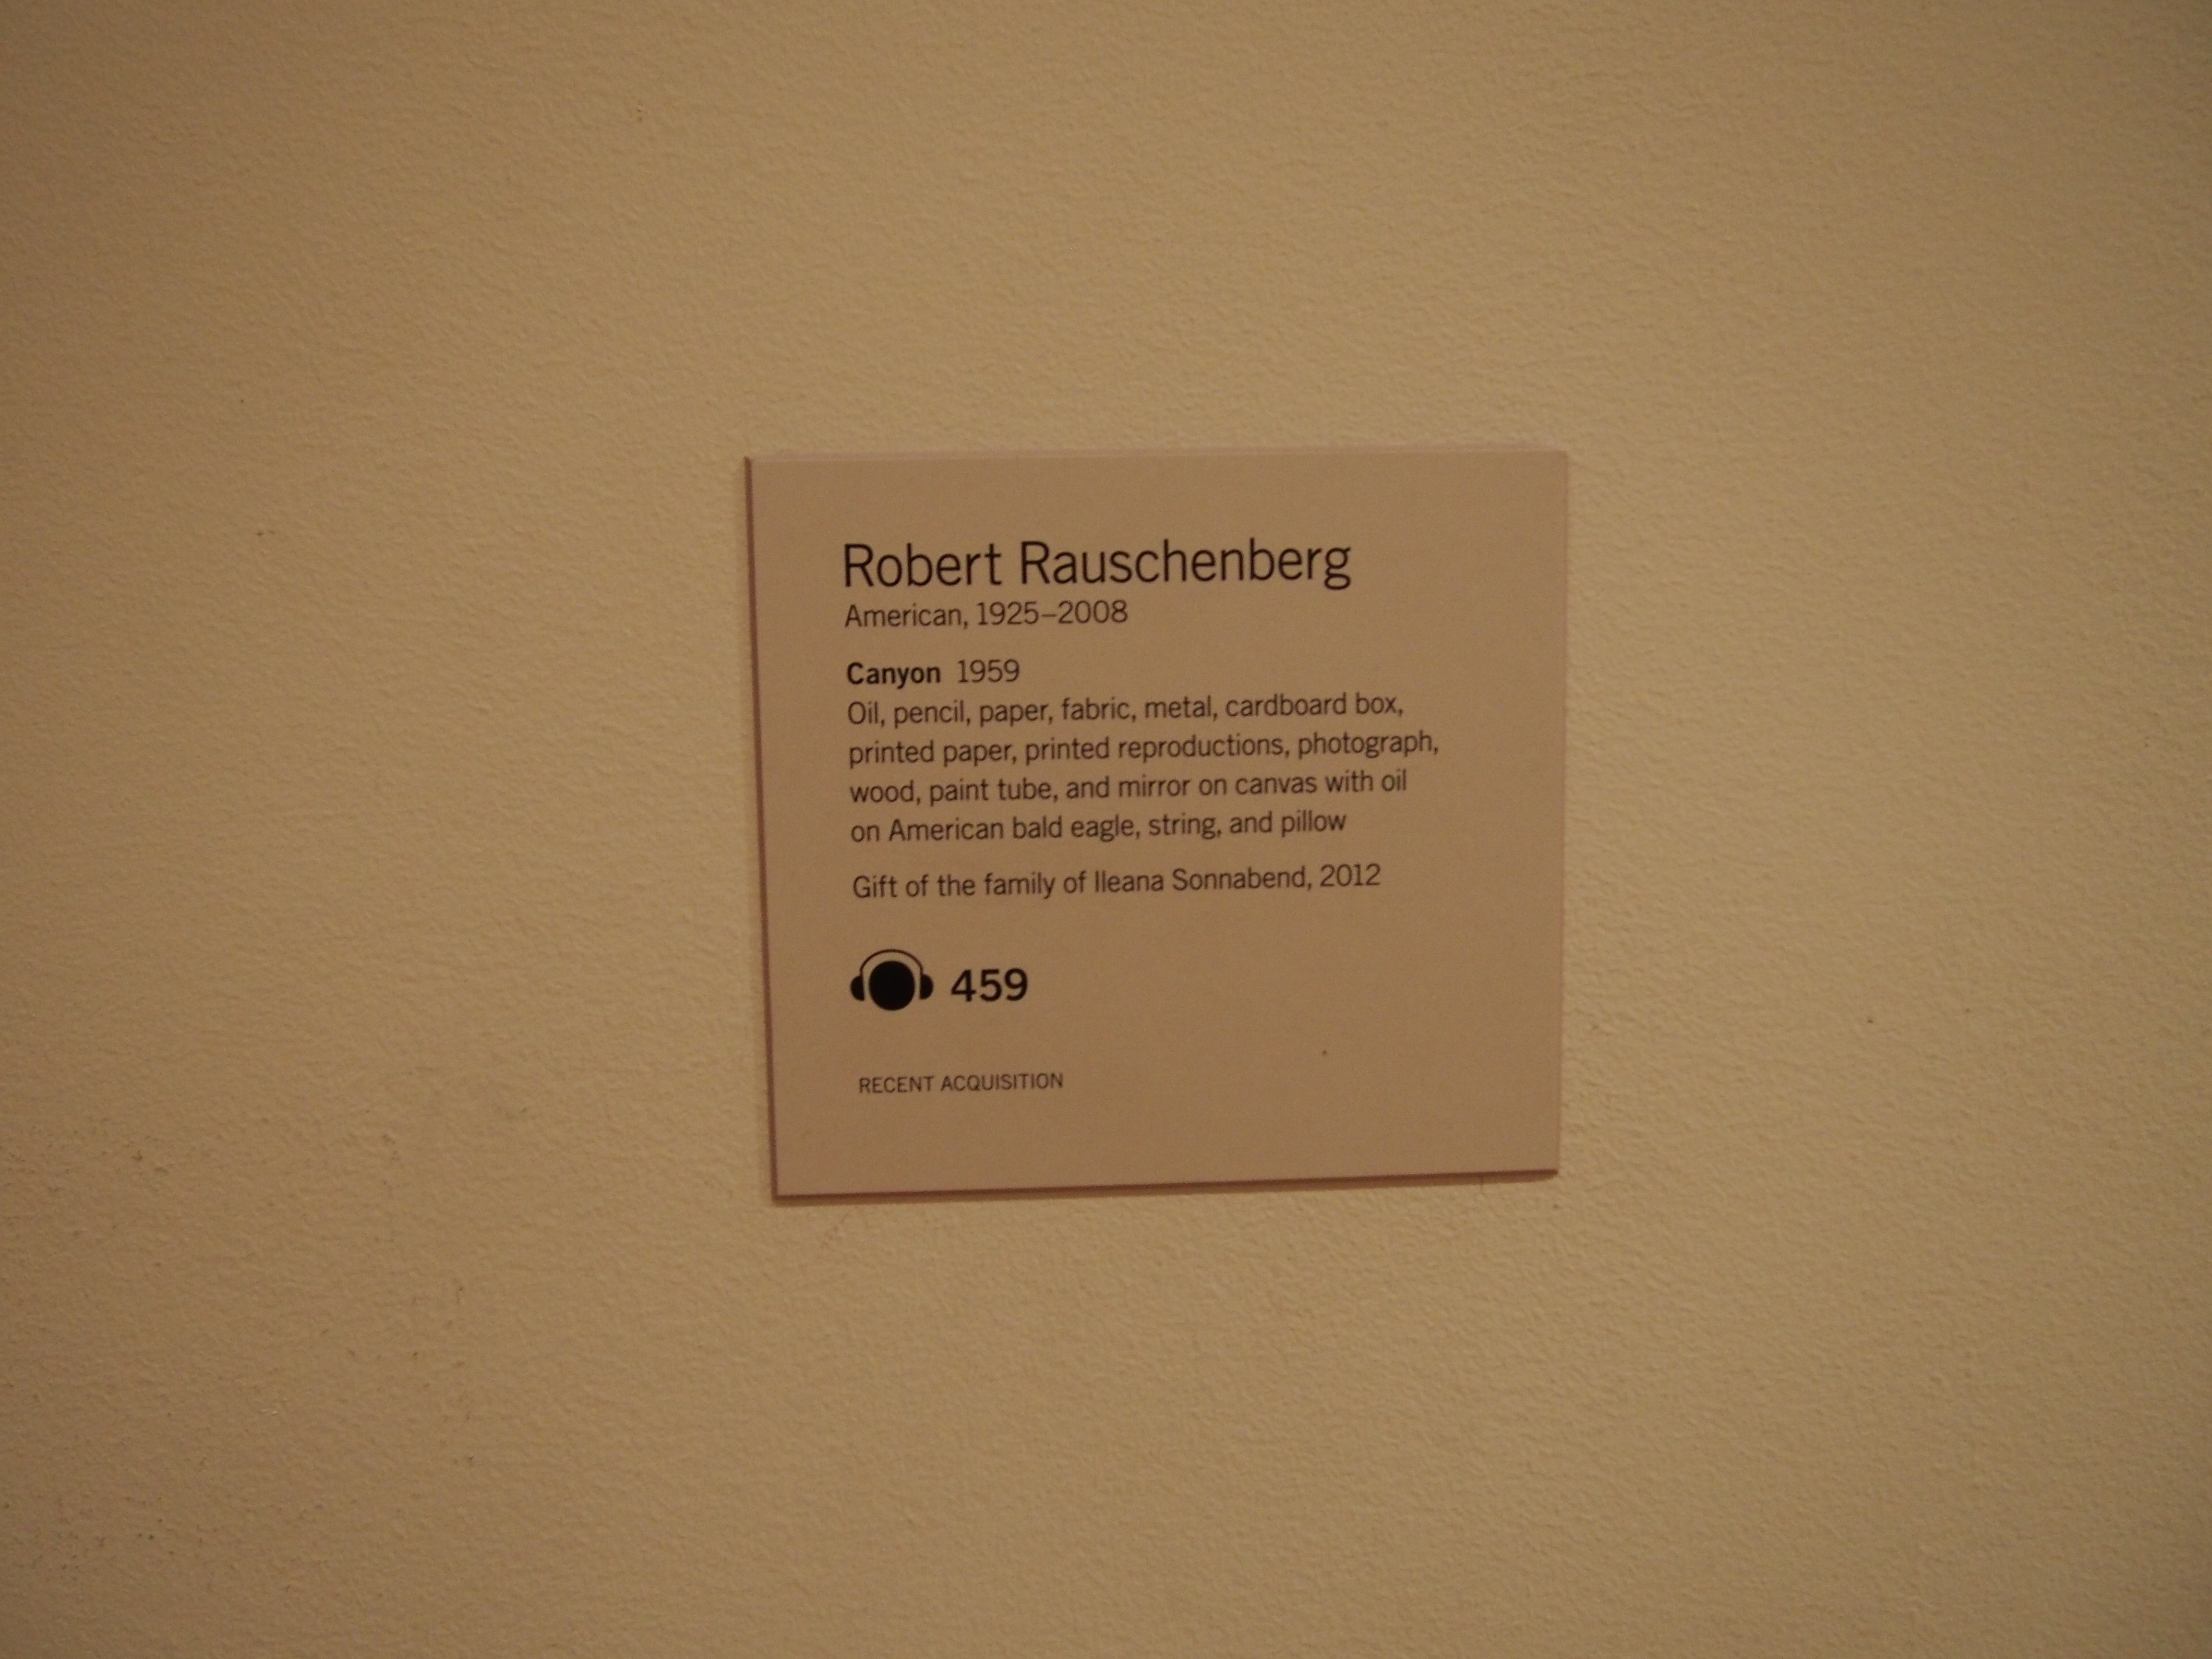 Robert Rauschenberg
American, 1925–2008
Canyon 1959
Oil, pencil, paper, fabric, metal, cardboard box,
printed paper, printed reproductions, photograph,
wood, paint tube, and mirror on canvas with oil
on American bald eagle, string, and pillow
Gift of the family of Ileana Sonnabend, 2012
459
RECENT ACQUISITION